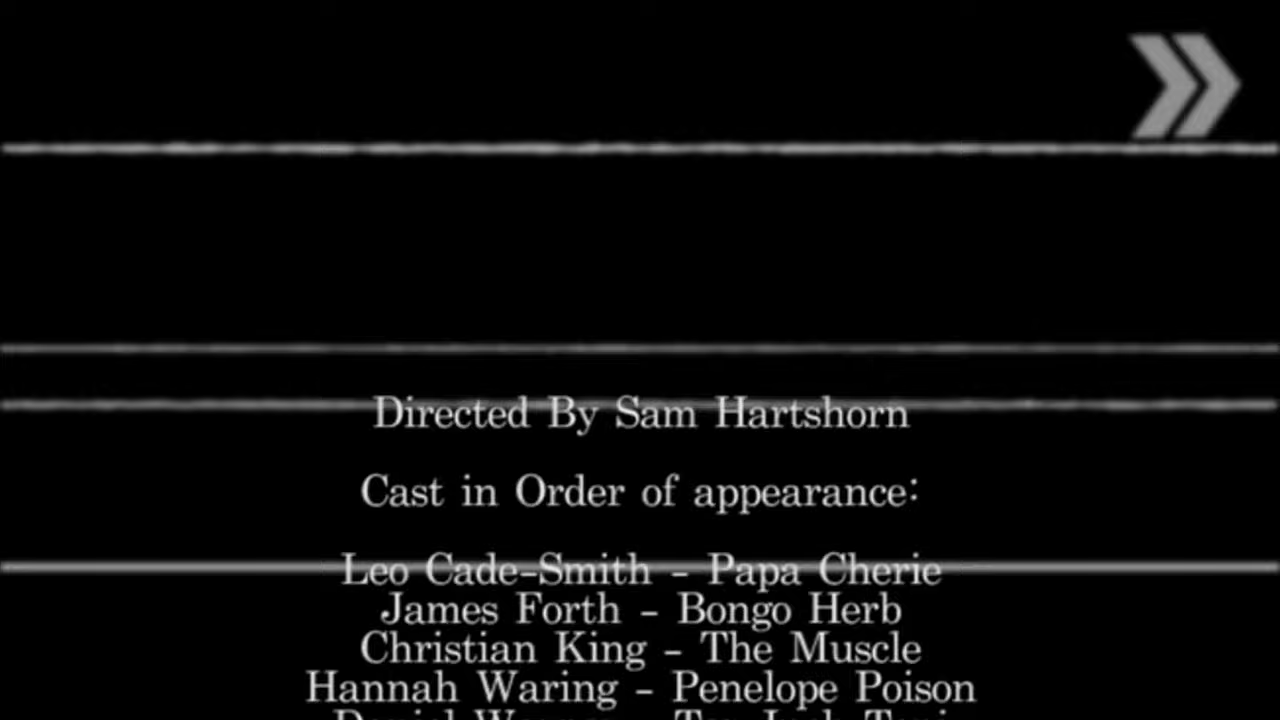 Directed By Sam Hartshorn
Cast in Order of appearance:
Leo Cade-Smith - Papa Cherie
James Forth - Bongo Herb
Christian King - The Muscle
Hannah Waring - Penelope Poison